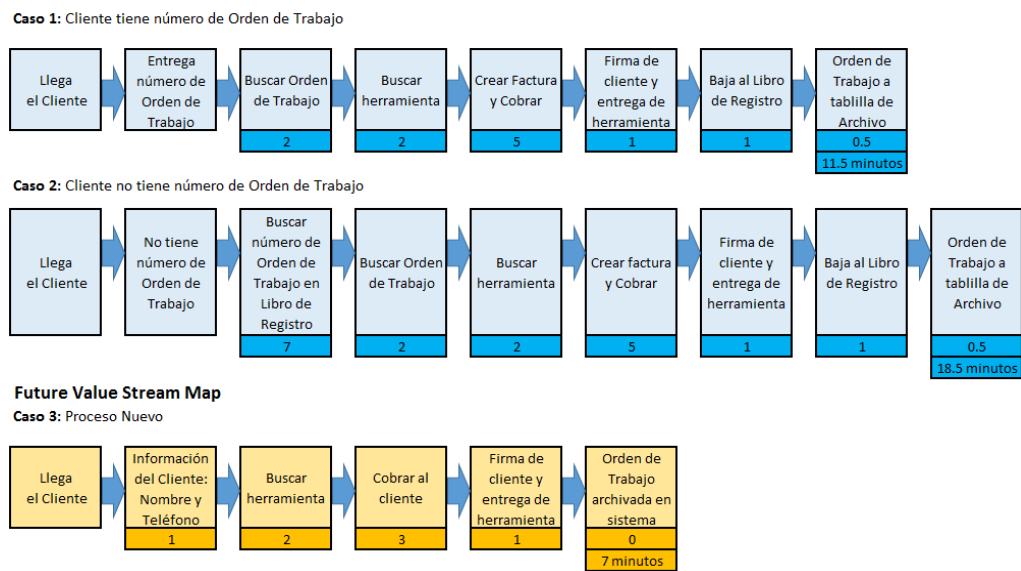 Caso 1: Cliente tiene número de Orden de Trabajo
Llega
el Cliente
Entrega
número de
Orden de
Trabajo
Buscar Orden
de Trabajo
2
Buscar
herramienta
2
Crear Factura
y Cobrar
5
Firma de
cliente y
entrega de
herramienta
1
Baja al Libro
de Registro
1
Orden de
Trabajo a
tablilla de
Archivo
0.5
11.5 minutos
Caso 2: Cliente no tiene número de Orden de Trabajo
Llega
el Cliente
No tiene
número de
Orden de
Trabajo
Buscar
número de
Orden de
Trabajo en
Libro de
Registro
7
Buscar Orden
de Trabajo
2
Buscar
herramienta
2
Crear factura
y Cobrar
5
Firma de
cliente y
entrega de
herramienta
1
Baja al Libro
de Registro
1
Orden de
Trabajo a
tablilla de
Archivo
0.5
18.5 minutos
Future Value Stream Map
Caso 3: Proceso Nuevo
Llega
el Cliente
Información
del Cliente:
Nombre y
Teléfono
1
Buscar
herramienta
2
Cobrar al
cliente
3
Firma de
cliente y
entrega de
herramienta
1
Orden de
Trabajo
archivada en
sistema
0
7 minutos